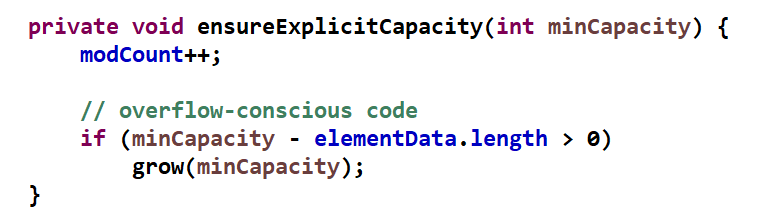 private void ensureExplicitCapacity(int minCapacity) {
    modCount++;

    // overflow-conscious code
    if (minCapacity - elementData.length > 0)
        grow(minCapacity);
}